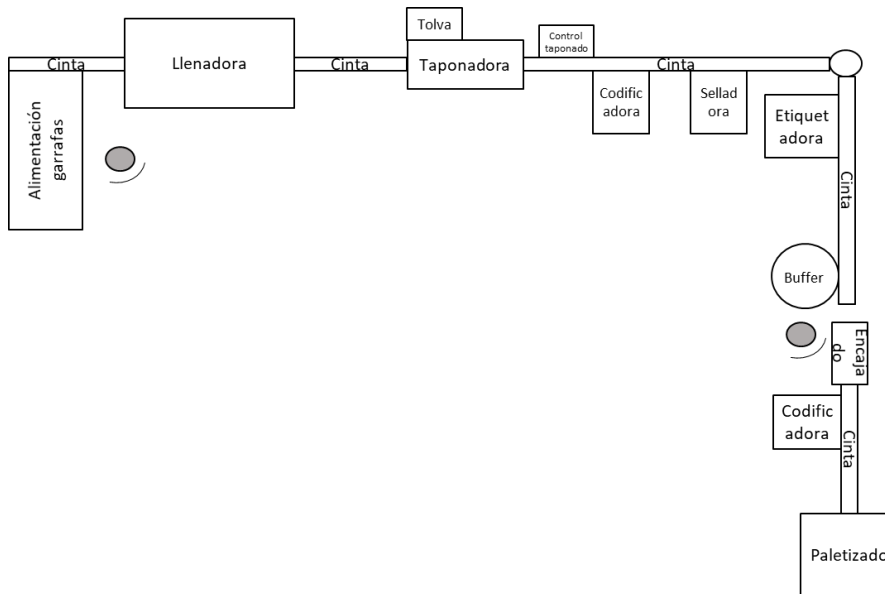 Tolva
Control
taponado
Cinta
Llenadora
Cinta
Taponadora
Cinta
Codific
adora
Sellad
ora
Etiquet
adora
Alimentación
garrafas
Cinta
Buffer
Encaja
do
Codific
adora
Cinta
Paletizado